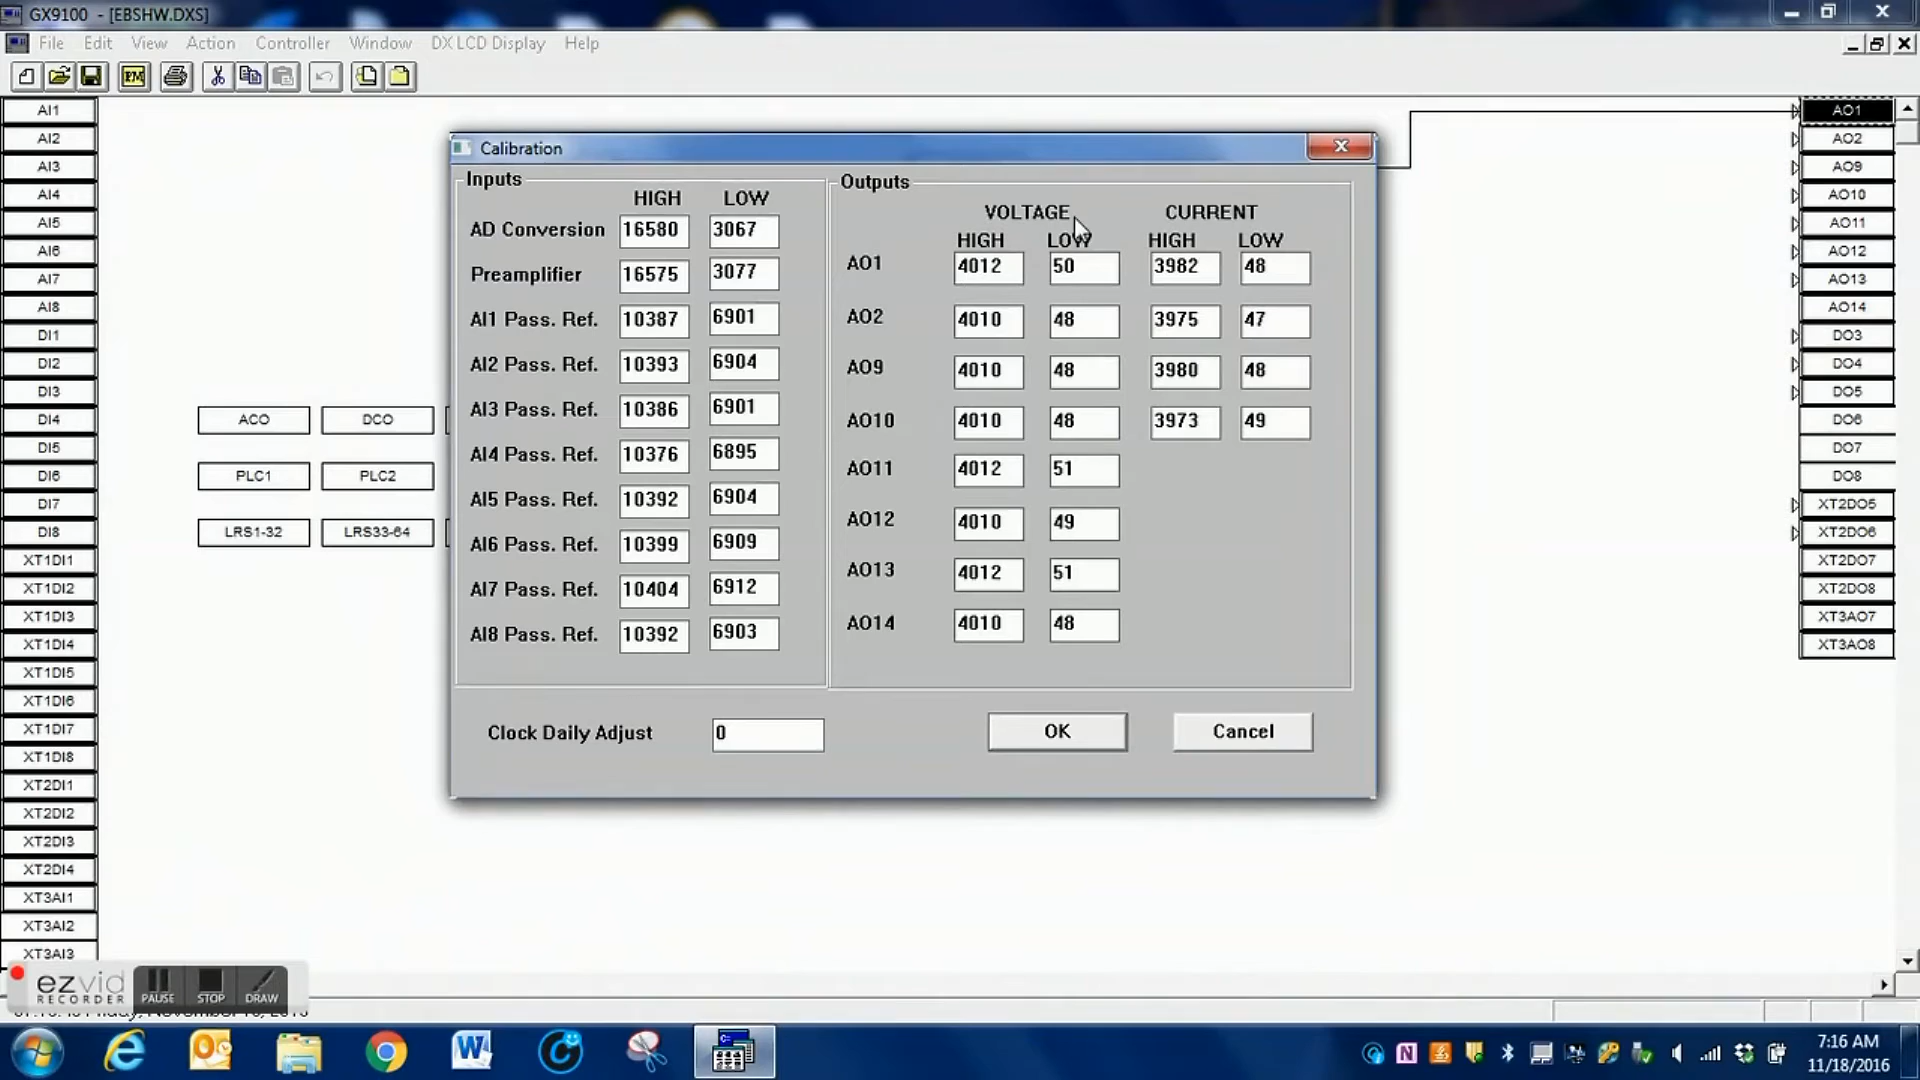 GX9100 - [EBSHW.DXS]
File Edit View Action Controller Window DX LCD Display Help
PM
AI1
AI2
AI3
AI4
AI5
AI6
AI7
AI8
DI1
DI2
DI3
DI4
DI5
DI6
DI7
DI8
XT1DI1
XT1DI2
XT1DI3
XT1DI4
XT1DI5
XT1DI6
XT1DI7
XT1DI8
XT2DI1
XT2DI2
XT2DI3
XT2DI4
XT3AI1
XT3AI2
XT3AI3
ACO DCO
PLC1 PLC2
LRS1-32 LRS33-64
Calibration
Inputs
HIGH LOW
AD Conversion 16580 3067
Preamplifier 16575 3077
AI1 Pass. Ref. 10387 6901
AI2 Pass. Ref. 10393 6904
AI3 Pass. Ref. 10386 6901
AI4 Pass. Ref. 10376 6895
AI5 Pass. Ref. 10392 6904
AI6 Pass. Ref. 10399 6909
AI7 Pass. Ref. 10404 6912
AI8 Pass. Ref. 10392 6903
Outputs
VOLTAGE CURRENT
HIGH LOW HIGH LOW
AO1 4012 50 3982 48
AO2 4010 48 3975 47
AO9 4010 48 3980 48
AO10 4010 48 3973 49
AO11 4012 51
AO12 4010 49
AO13 4012 51
AO14 4010 48
Clock Daily Adjust 0
OK Cancel
AO1
AO2
AO9
AO10
AO11
AO12
AO13
AO14
DO3
DO4
DO5
DO6
DO7
DO8
XT2DO5
XT2DO6
XT2DO7
XT2DO8
XT3AO7
XT3AO8
ezvid
RECORDER
PAUSE STOP DRAW
7:16 AM
11/18/2016